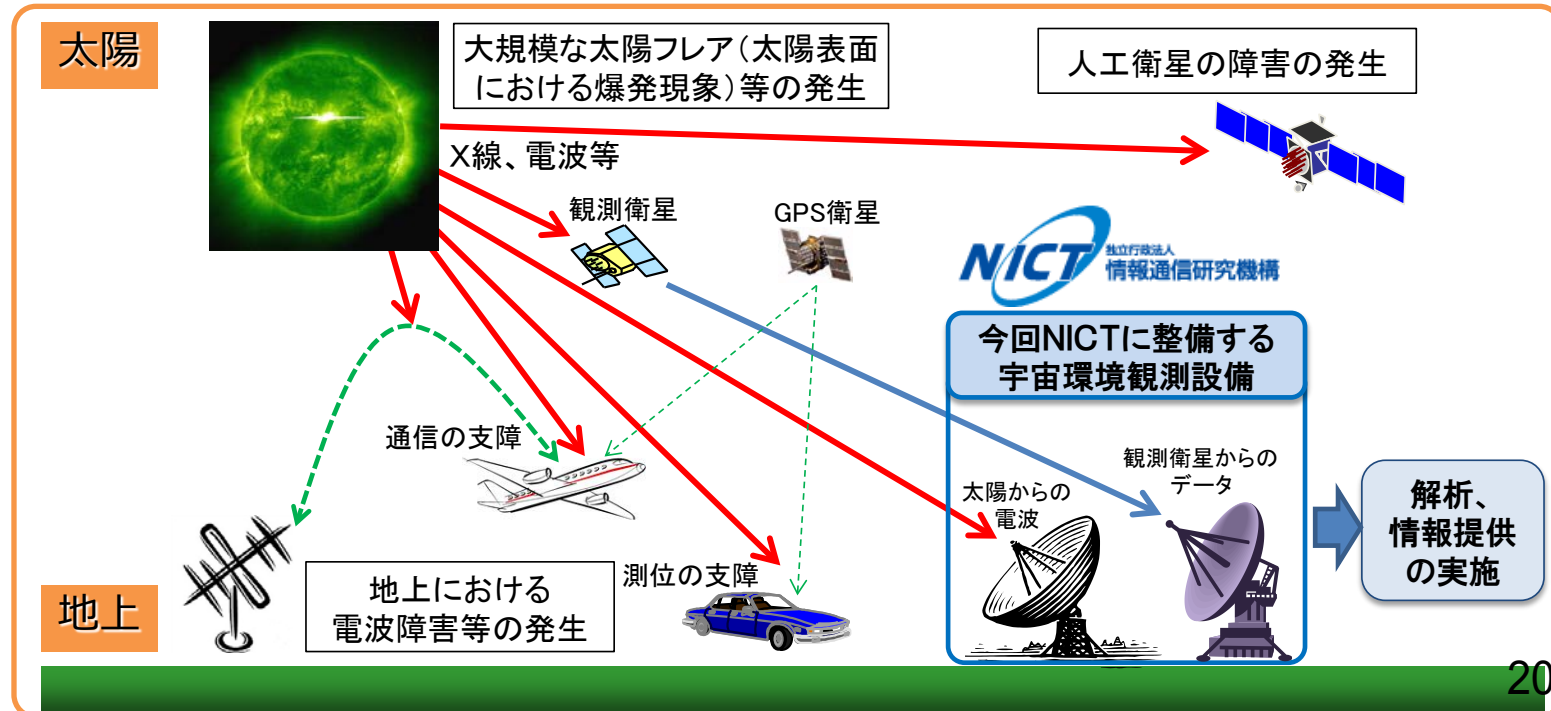 太陽
大規模な太陽フレア（太陽表面
における爆発現象）等の発生
人工衛星の障害の発生
X線、電波等
観測衛星
GPS衛星
NICT
独立行政法人
情報通信研究機構
今回NICTに整備する
宇宙環境観測設備
通信の支障
観測衛星からの
データ
太陽からの
電波
解析、
情報提供
の実施
測位の支障
地上における
電波障害等の発生
地上
20